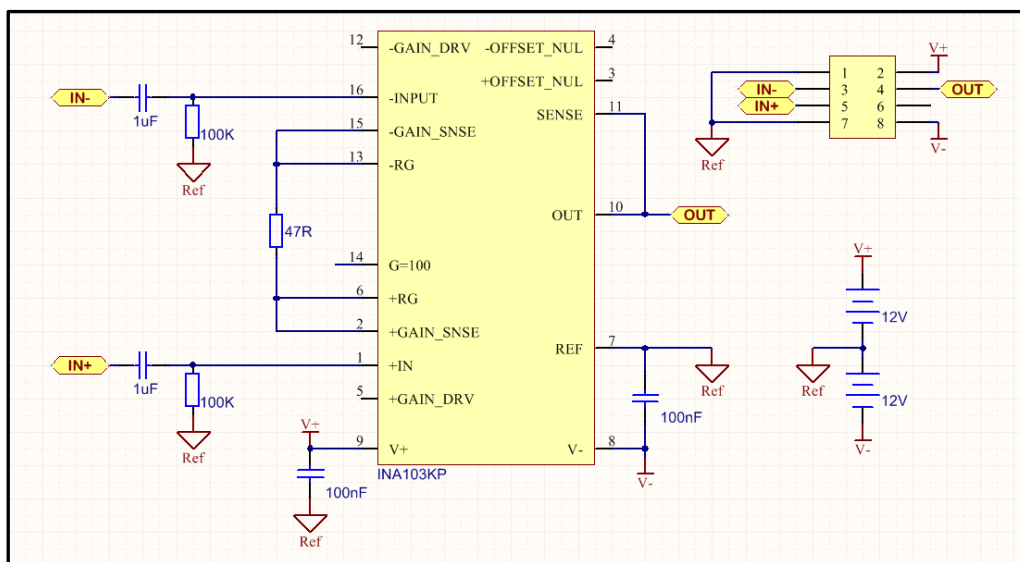 12 -GAIN_DRV -OFFSET_NUL 4
+OFFSET_NUL 3
IN- 1uF 16 -INPUT SENSE 11
100K
Ref
15 -GAIN_SNSE
13 -RG
47R
OUT 10 OUT
14 G=100
6 +RG
2 +GAIN_SNSE
IN+ 1uF 1 +IN REF 7 Ref
100K
Ref
5 +GAIN_DRV
100nF
V+ 9 V+ V- 8
V-
INA103KP
100nF
Ref
V+
1 2
IN- 3 4 OUT
IN+ 5 6
7 8
Ref V-
V+
12V
Ref
12V
V-